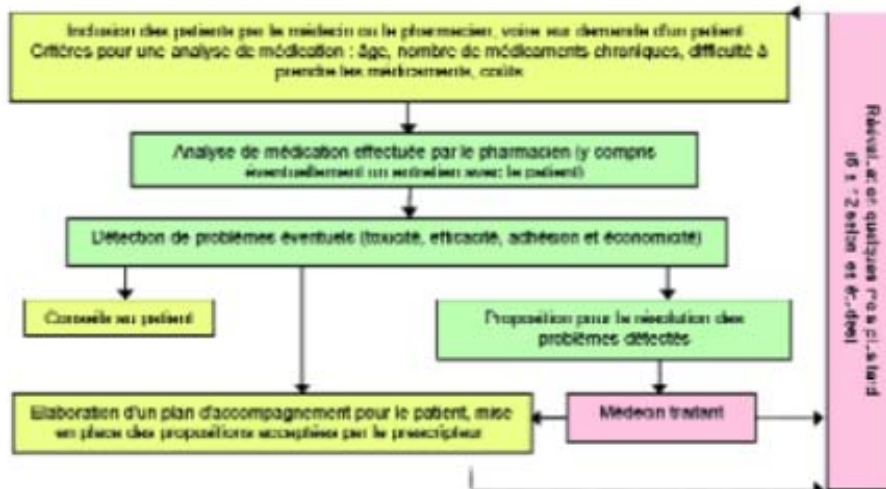 Inclusion des patients par le médecin ou le pharmacien, voire sur demande d'un patient
Critères pour une analyse de médication : âge, nombre de médicaments chroniques, difficulté à
prendre les médicaments, coûts
Analyse de médication effectuée par le pharmacien (y compris
éventuellement un entretien avec le patient)
Détection de problèmes éventuels (toxicité, efficacité, adhésion et économicité)
Conseils au patient
Proposition pour la résolution des
problèmes détectés
Elaboration d'un plan d'accompagnement pour le patient, mise
en place des propositions acceptées par le prescripteur
Médecin traitant
Réévaluation quelques mois plus tard
selon